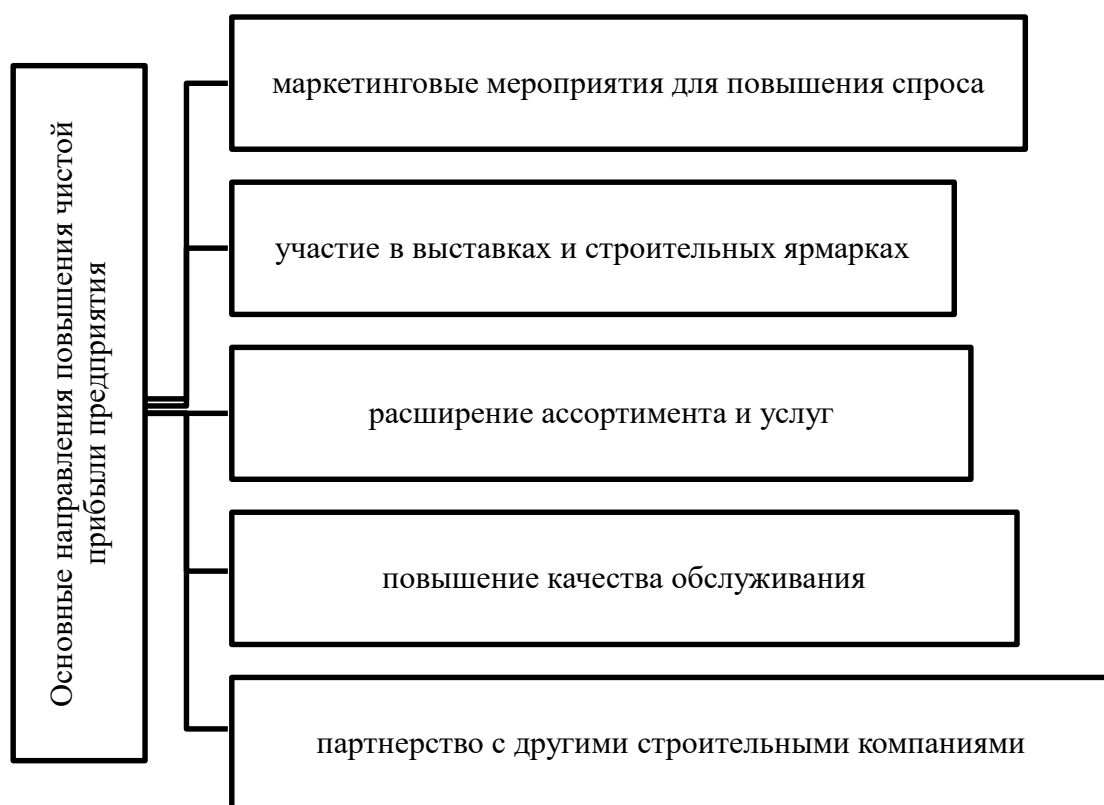 Основные направления повышения чистой
прибыли предприятия
маркетинговые мероприятия для повышения спроса
участие в выставках и строительных ярмарках
расширение ассортимента и услуг
повышение качества обслуживания
партнерство с другими строительными компаниями